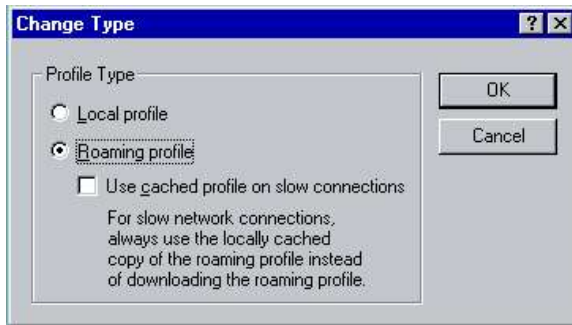 Change Type
Profile Type
Local profile
Roaming profile
Use cached profile on slow connections
For slow network connections,
always use the locally cached
copy of the roaming profile instead
of downloading the roaming profile.
OK
Cancel